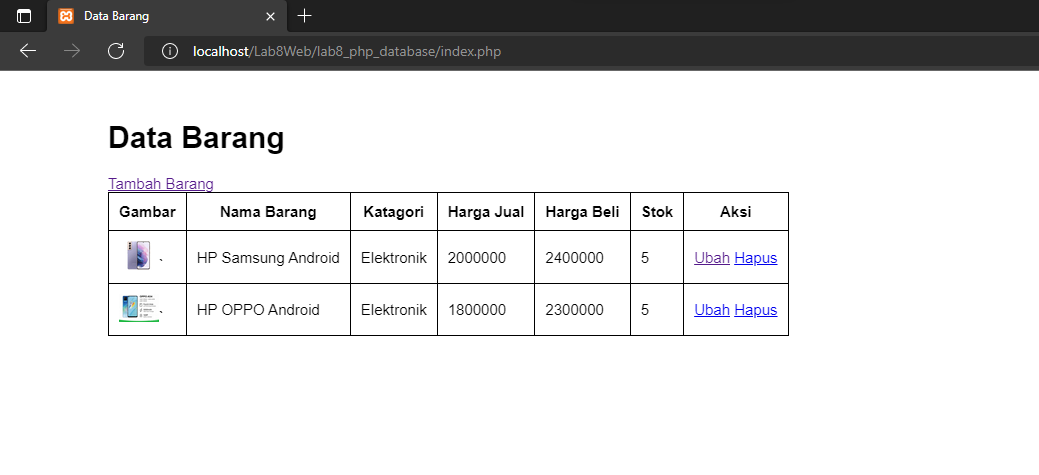 Data Barang
localhost/Lab8Web/lab8_php_database/index.php
Data Barang
Tambah Barang
Gambar Nama Barang Katagori Harga Jual Harga Beli Stok Aksi
` HP Samsung Android Elektronik 2000000 2400000 5 Ubah Hapus
` HP OPPO Android Elektronik 1800000 2300000 5 Ubah Hapus